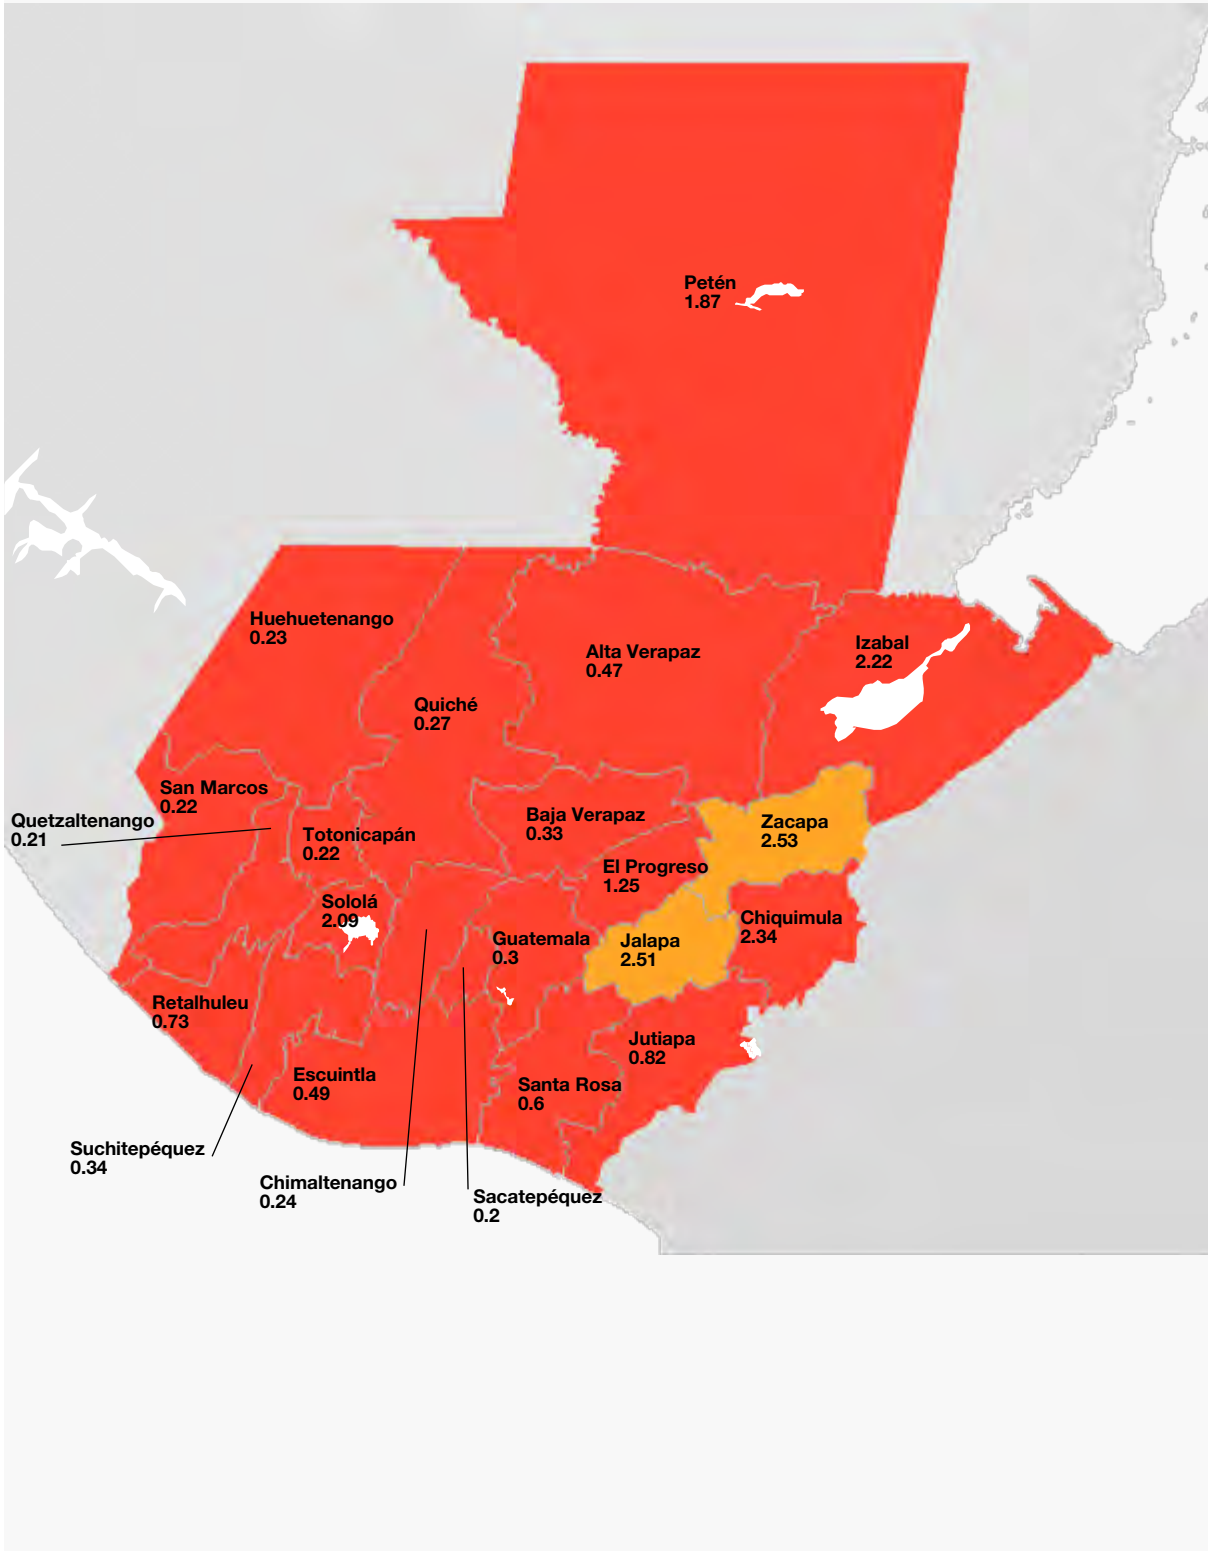 Petén
1.87
Huehuetenango
0.23
Alta Verapaz
0.47
Izabal
2.22
Quiché
0.27
San Marcos
0.22
Quetzaltenango
0.21
Totonicapán
0.22
Baja Verapaz
0.33
Zacapa
2.53
El Progreso
1.25
Sololá
2.09
Chiquimula
2.34
Guatemala
0.3
Jalapa
2.51
Retalhuleu
0.73
Jutiapa
0.82
Escuintla
0.49
Santa Rosa
0.6
Suchitepéquez
0.34
Chimaltenango
0.24
Sacatepéquez
0.2